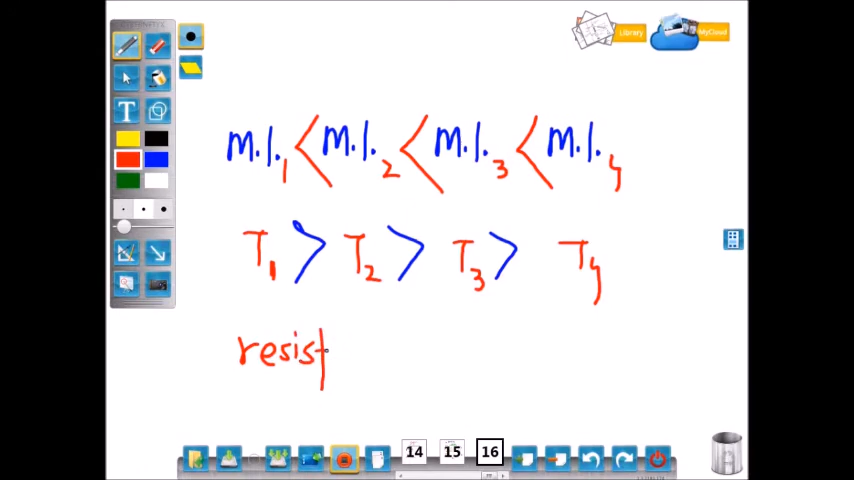 Library MyCloud
m.I.1 < m.I.2 < m.I.3 < m.I.4
T1 > T2 > T3 > T4
resist
T
14 15 16